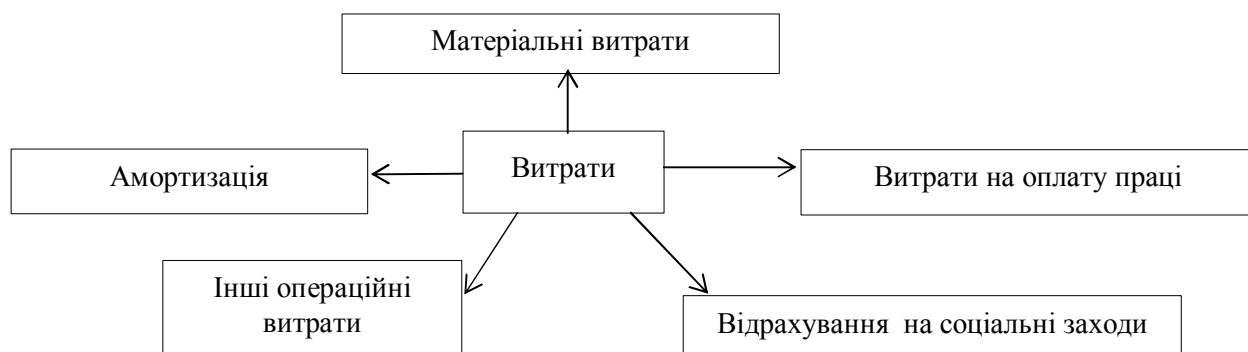 Матеріальні витрати
Амортизація
Витрати
Витрати на оплату праці
Інші операційні
витрати
Відрахування на соціальні заходи